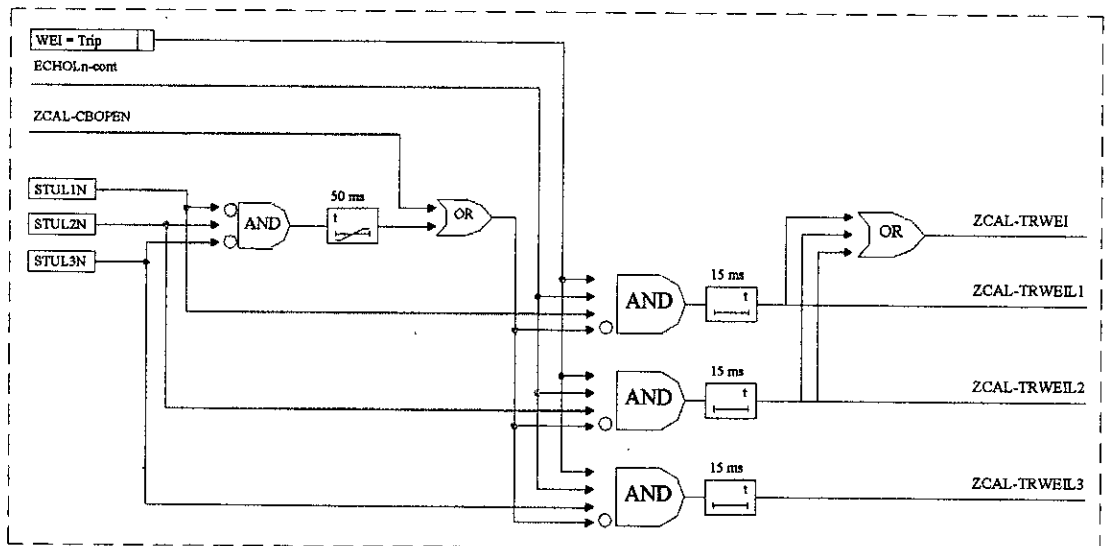 WEI = Trip
ECHOLn-cont
ZCAL-CBOPEN
STUL1N
STUL2N
STUL3N
AND
50 ms
t
OR
OR
ZCAL-TRWEI
AND
15 ms
t
ZCAL-TRWEIL1
AND
15 ms
t
ZCAL-TRWEIL2
AND
15 ms
t
ZCAL-TRWEIL3